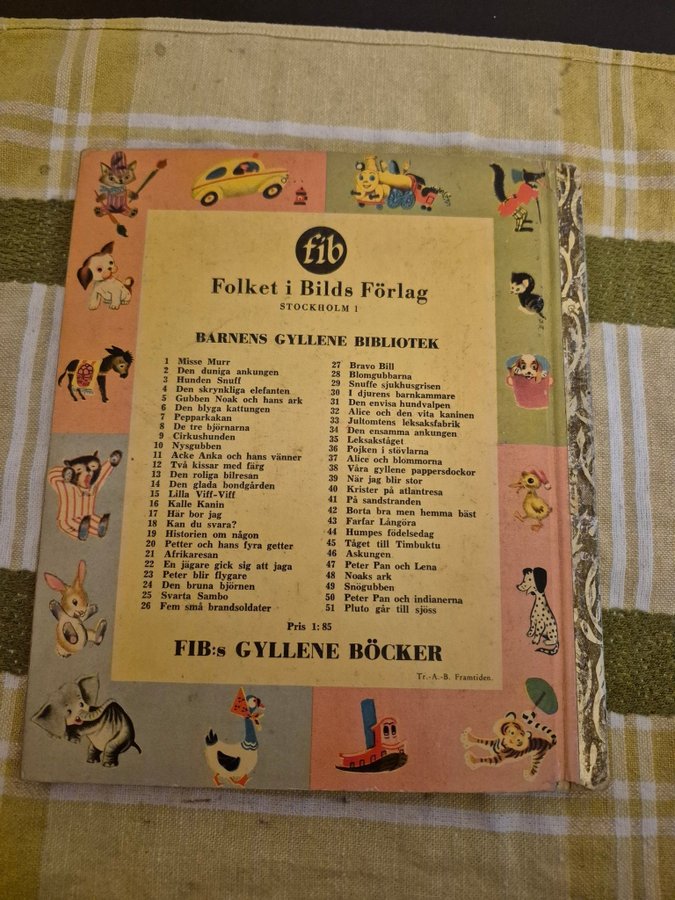 fib
Folket i Bilds Förlag
STOCKHOLM 1
BARNENS GYLLENE BIBLIOTEK
1 Misse Murr
2 Den duniga ankungen
3 Hunden Snuff
4 Den skrynkliga elefanten
5 Gubben Noak och hans ark
6 Den blyga kattungen
7 Pepparkakan
8 De tre björnarna
9 Cirkushunden
10 Nysgubben
11 Acke Anka och hans vänner
12 Två kissar med färg
13 Den roliga bilresan
14 Den glada bondgården
15 Lilla Viff-Viff
16 Kalle Kanin
17 Här bor jag
18 Kan du svara?
19 Historien om någon
20 Petter och hans fyra getter
21 Afrikaresan
22 En jägare gick sig att jaga
23 Peter blir flygare
24 Den bruna björnen
25 Svarta Sambo
26 Fem små brandsoldater
27 Bravo Bill
28 Blomgubbarna
29 Snuffe sjukhusgrisen
30 I djurens barnkammare
31 Den envisa hundvalpen
32 Alice och den vita kaninen
33 Jultomtens leksaksfabrik
34 Den ensamma ankungen
35 Leksakståget
36 Pojken i stövlarna
37 Alice och blommorna
38 Våra gyllene pappersdockor
39 När jag blir stor
40 Krister på atlantresa
41 På sandstranden
42 Borta bra men hemma bäst
43 Farfar Långöra
44 Humpes födelsedag
45 Tåget till Timbuktu
46 Askungen
47 Peter Pan och Lena
48 Noaks ark
49 Snögubben
50 Peter Pan och indianerna
51 Pluto går till sjöss
Pris 1:85
FIB:s GYLLENE BÖCKER
Tr.-A.-B. Framtiden.